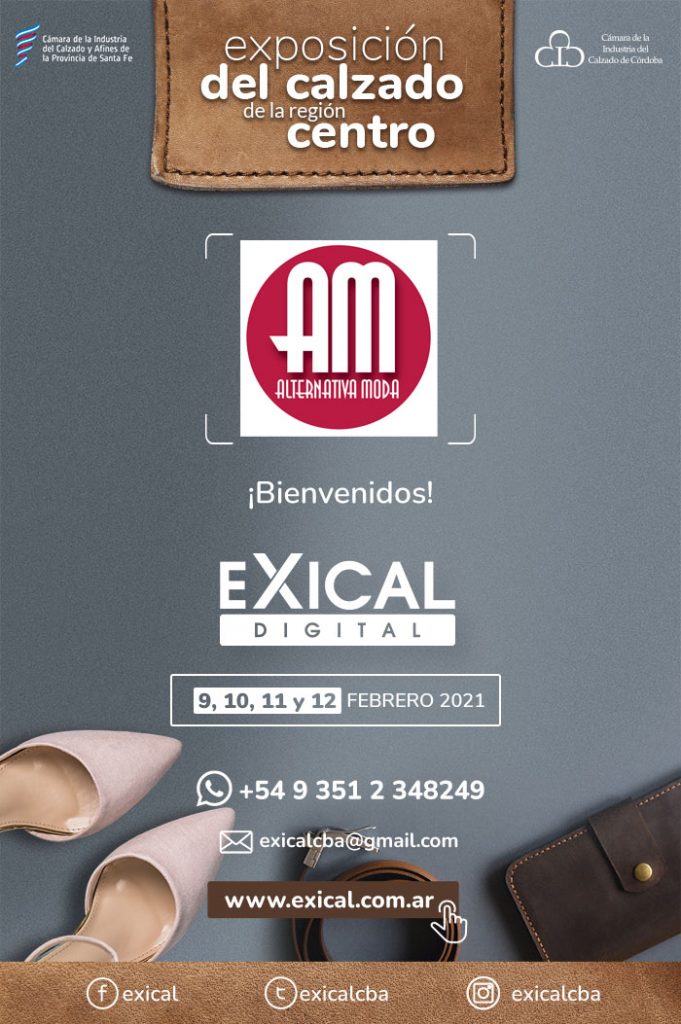 Cámara de la Industria
del Calzado y Afines de
la Provincia de Santa Fe
exposición
del calzado
de la región
centro
Cámara de la
Industria del
Calzado de Córdoba
AM
ALTERNATIVA MODA
¡Bienvenidos!
EXICAL
DIGITAL
9, 10, 11 y 12 FEBRERO 2021
+54 9 351 2 348249
exicalcba@gmail.com
www.exical.com.ar
exical
exicalcba
exicalcba